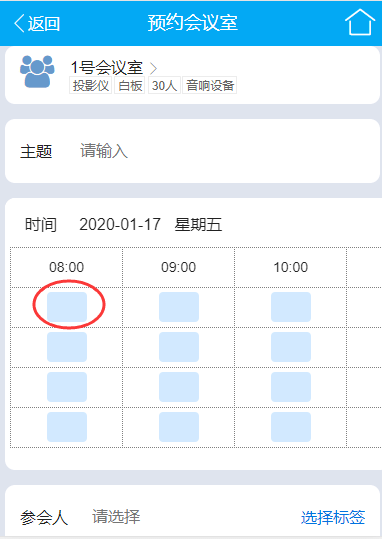 返回 预约会议室
1号会议室
投影仪 白板 30人 音响设备
主题 请输入
时间 2020-01-17 星期五
08:00 09:00 10:00
参会人 请选择 选择标签